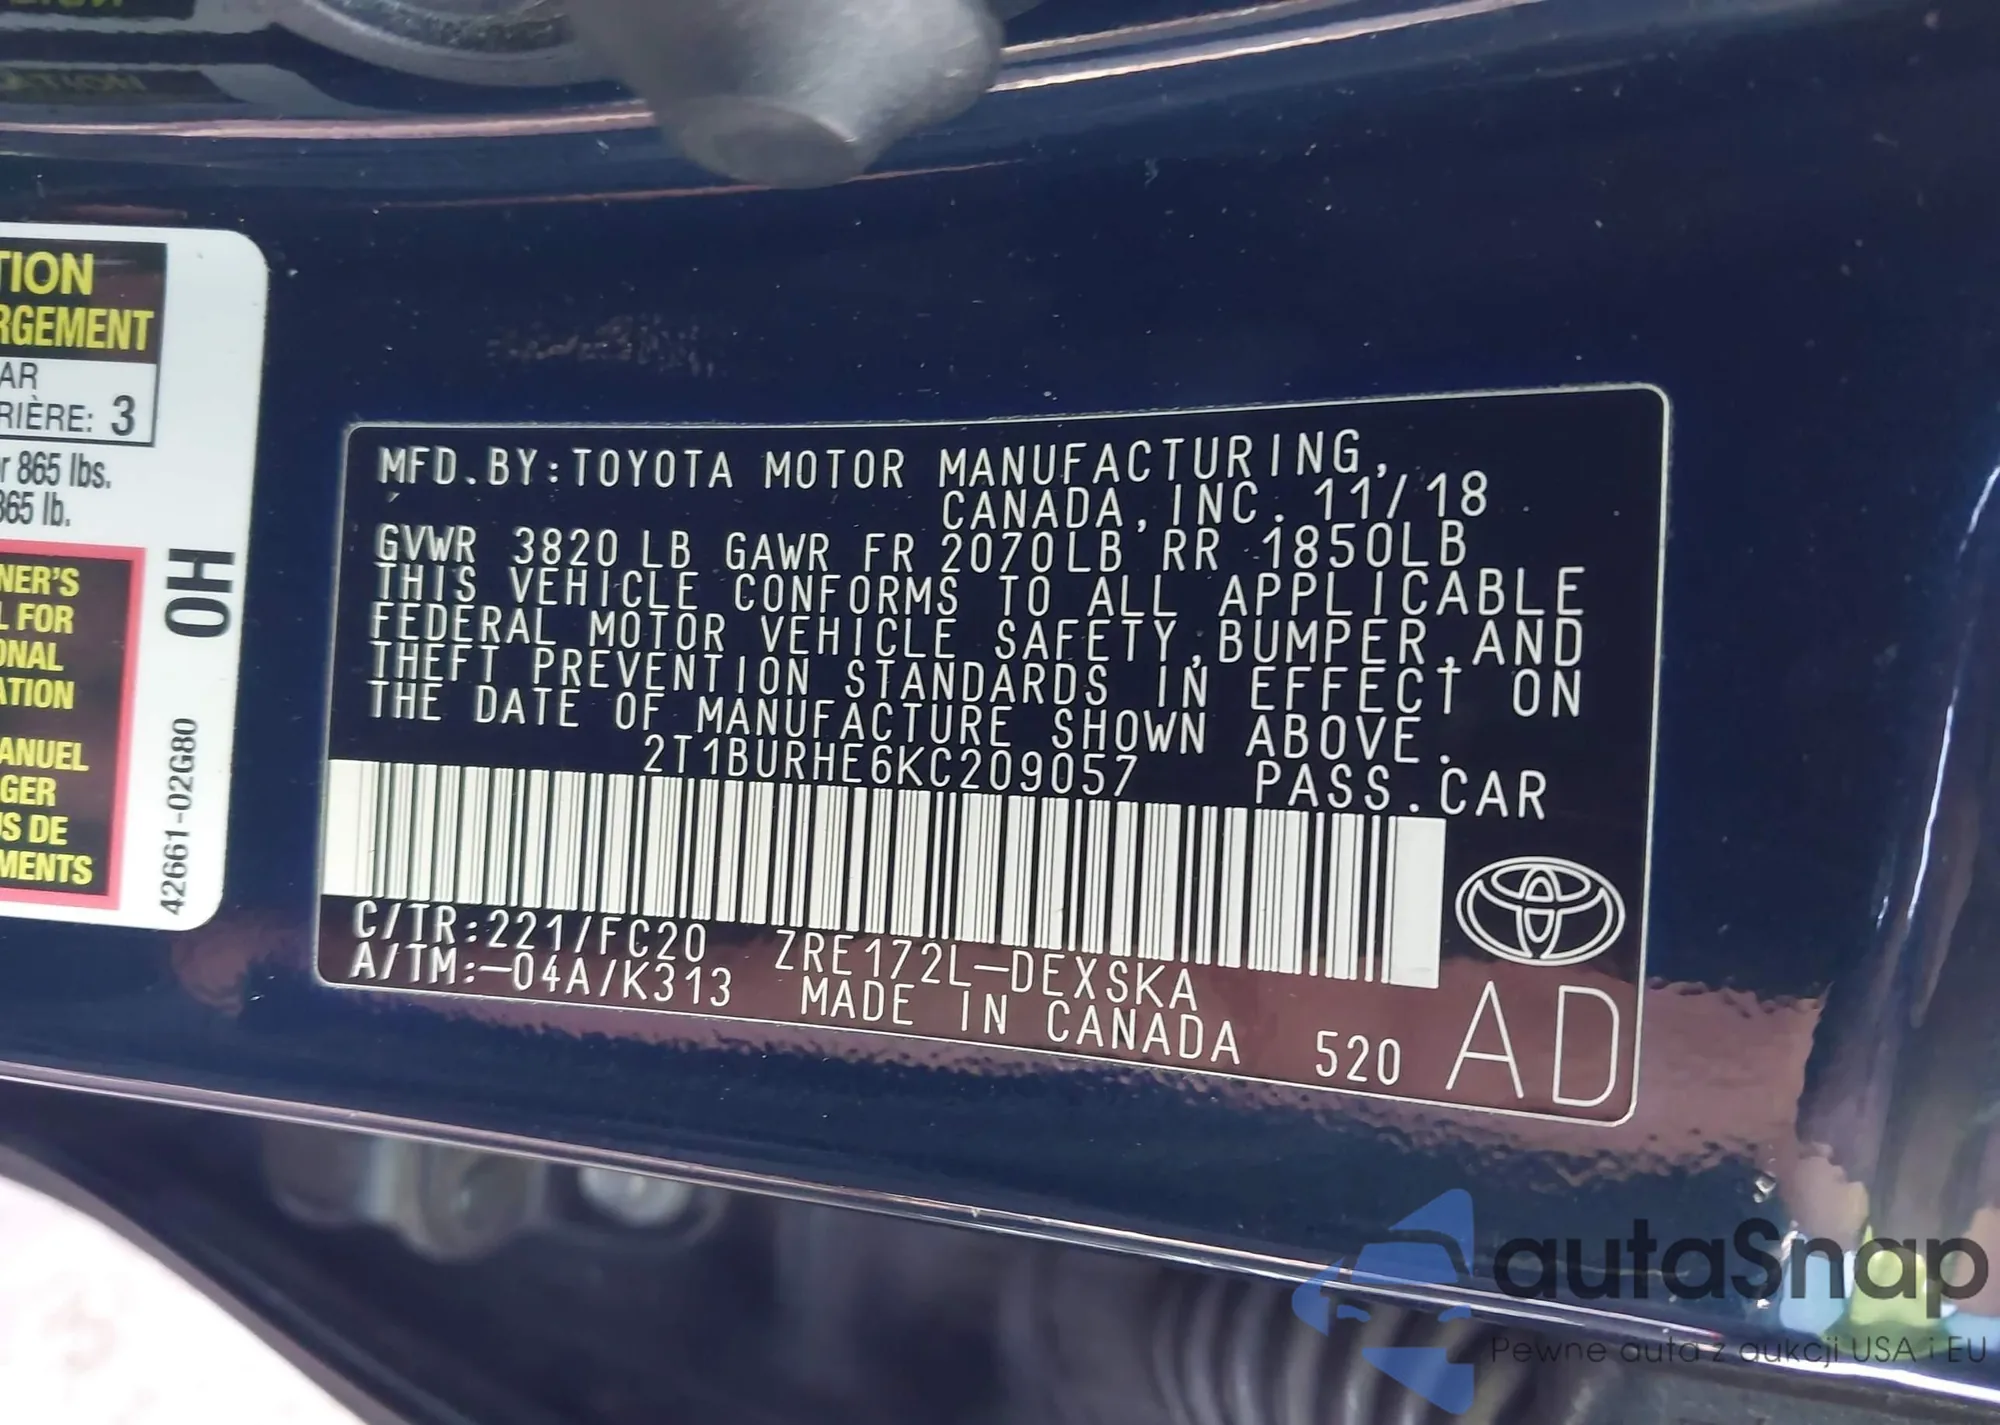 TION
RGEMENT
AR
RIÈRE: 3
r 865 lbs.
365 lb.
NER'S
L FOR
ONAL
ATION
ANUEL
GER
US DE
MENTS
OH
42661-02G80
MFD.BY:TOYOTA MOTOR MANUFACTURING,
CANADA,INC. 11/18
GVWR 3820LB GAWR FR 2070LB RR 1850LB
THIS VEHICLE CONFORMS TO ALL APPLICABLE
FEDERAL MOTOR VEHICLE SAFETY,BUMPER,AND
THEFT PREVENTION STANDARDS IN EFFECT ON
THE DATE OF MANUFACTURE SHOWN ABOVE.
2T1BURHE6KC209057 PASS.CAR
C/TR:221/FC20 ZRE172L-DEXSKA
A/TM:-04A/K313 MADE IN CANADA 520 AD
autaSnap
Pewne auta z aukcji USA i EU